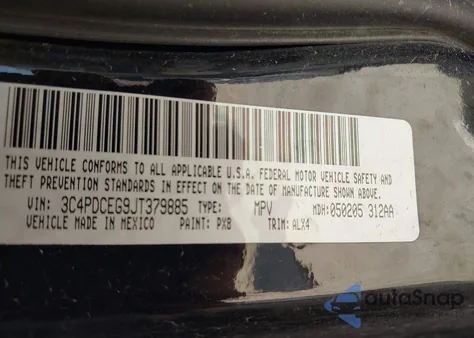 THIS VEHICLE CONFORMS TO ALL APPLICABLE U.S.A. FEDERAL MOTOR VEHICLE SAFETY AND
THEFT PREVENTION STANDARDS IN EFFECT ON THE DATE OF MANUFACTURE SHOWN ABOVE.
VIN: 3C4PDCEG9JT379885 TYPE: MPV MDH:050205 312AA
VEHICLE MADE IN MEXICO PAINT: PX8 TRIM: ALX4
autoSnap